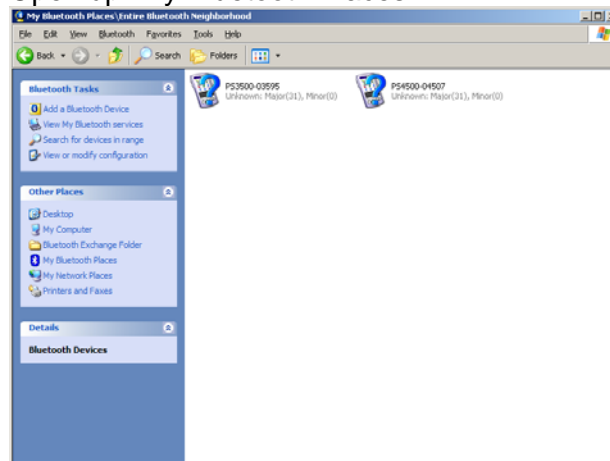 My Bluetooth Places\Entire Bluetooth Neighborhood
File Edit View Bluetooth Favorites Tools Help
Back Search Folders
Bluetooth Tasks
Add a Bluetooth Device
View My Bluetooth services
Search for devices in range
View or modify configuration
Other Places
Desktop
My Computer
Bluetooth Exchange Folder
My Bluetooth Places
My Network Places
Printers and Faxes
Details
Bluetooth Devices
PS3500-03595
Unknown: Major(31), Minor(0)
PS4500-04507
Unknown: Major(31), Minor(0)